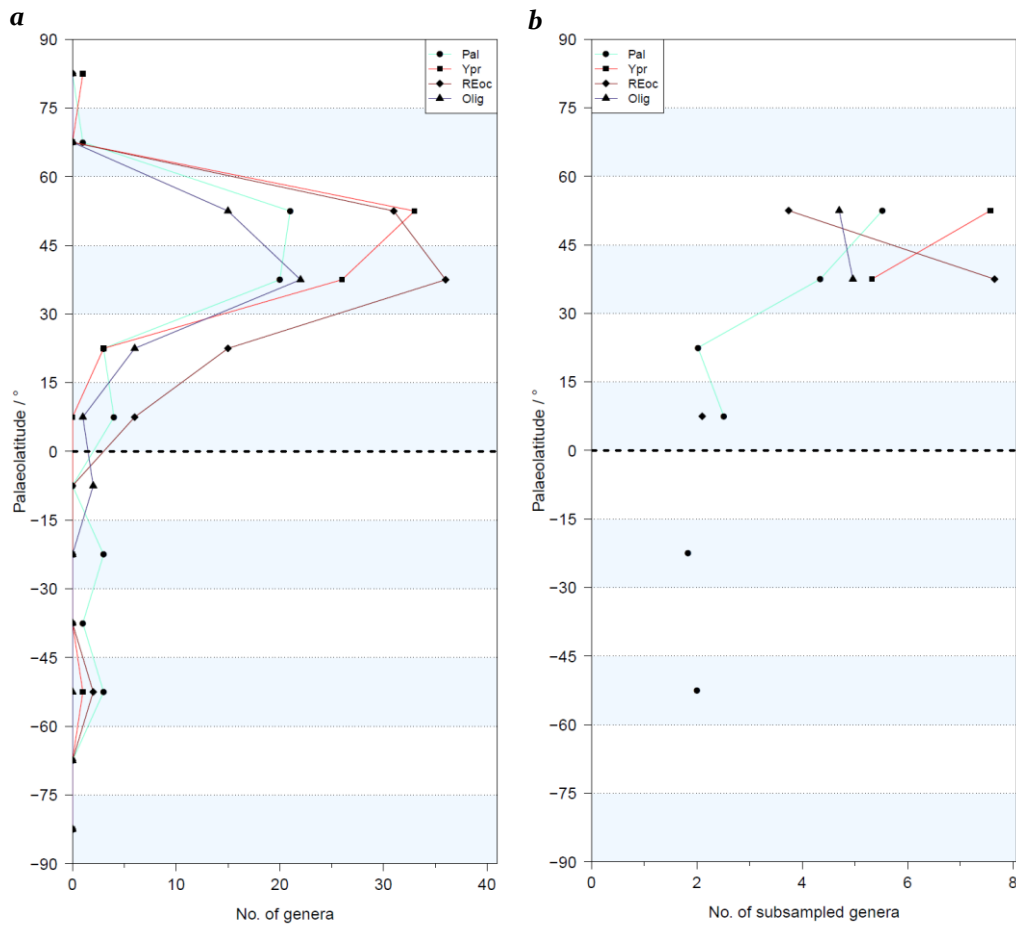 a
90
75
60
45
30
15
0
−15
−30
−45
−60
−75
−90
Palaeolatitude / °
Pal
Ypr
REoc
Olig
0
10
20
30
40
No. of genera
b
90
75
60
45
30
15
0
−15
−30
−45
−60
−75
−90
Palaeolatitude / °
Pal
Ypr
REoc
Olig
0
2
4
6
8
No. of subsampled genera